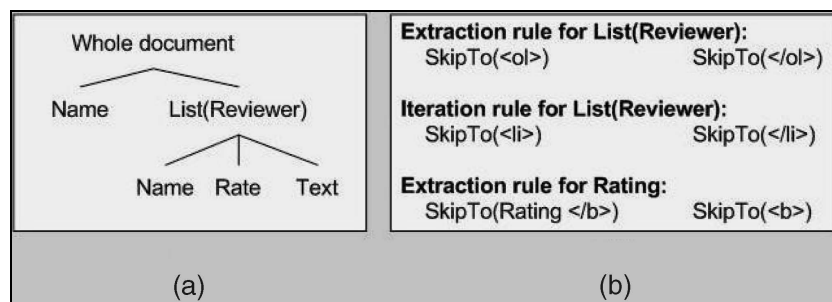 Whole document
Name List(Reviewer)
Name Rate Text
(a)
Extraction rule for List(Reviewer):
SkipTo(<ol>) SkipTo(</ol>)
Iteration rule for List(Reviewer):
SkipTo(<li>) SkipTo(</li>)
Extraction rule for Rating:
SkipTo(Rating </b>) SkipTo(<b>)
(b)